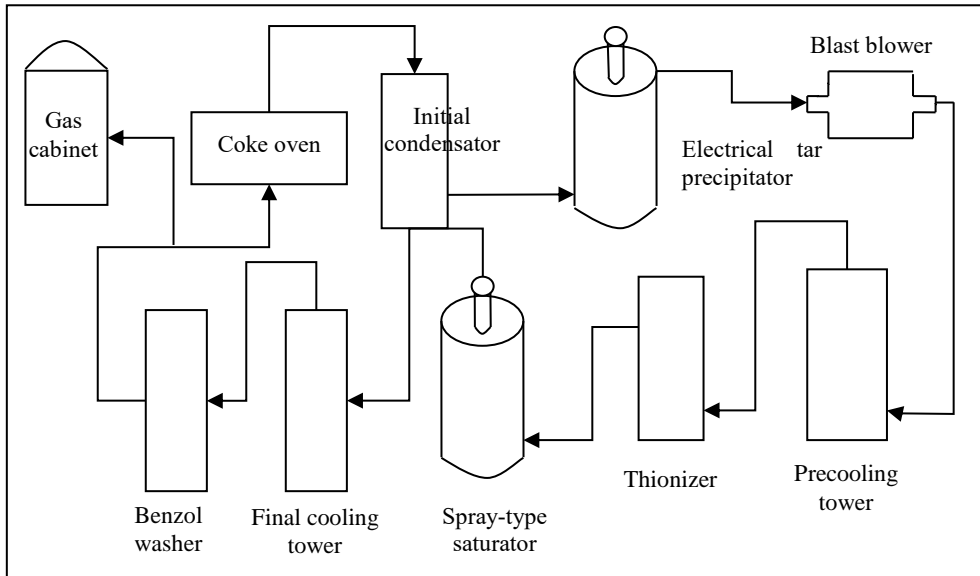 Blast blower
Gas
cabinet
Coke oven
Initial
condensator
Electrical tar
precipitator
Thionizer
Precooling
tower
Benzol
washer
Final cooling
tower
Spray-type
saturator